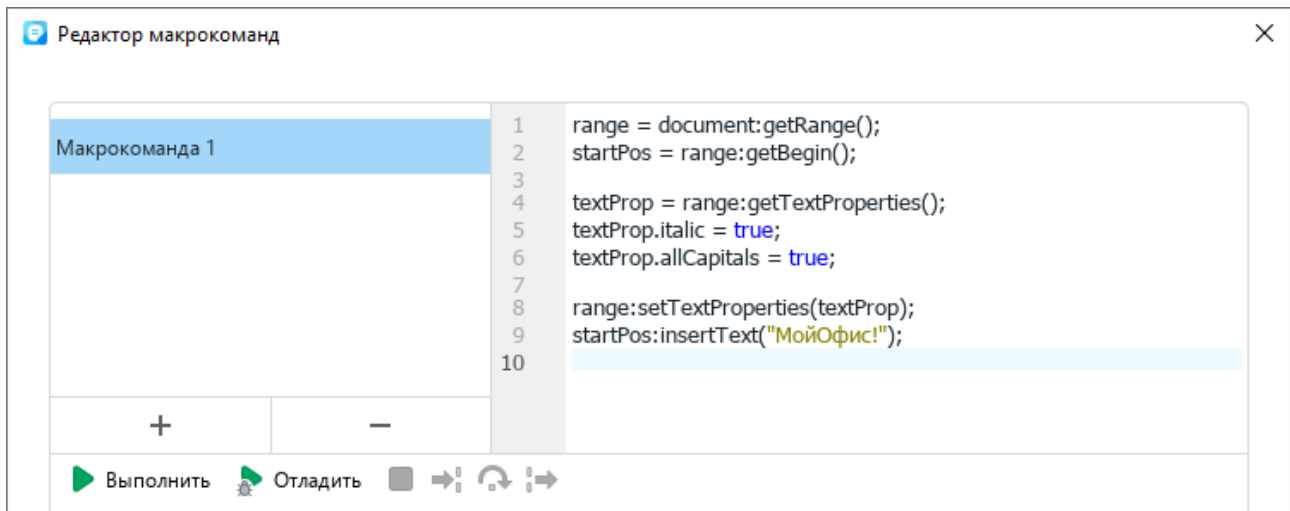 Редактор макрокоманд
Макрокоманда 1
1 range = document:getRange();
2 startPos = range:getBegin();
3
4 textProp = range:getTextProperties();
5 textProp.italic = true;
6 textProp.allCapitals = true;
7
8 range:setTextProperties(textProp);
9 startPos:insertText("МойОфис!");
10
Выполнить Отладить